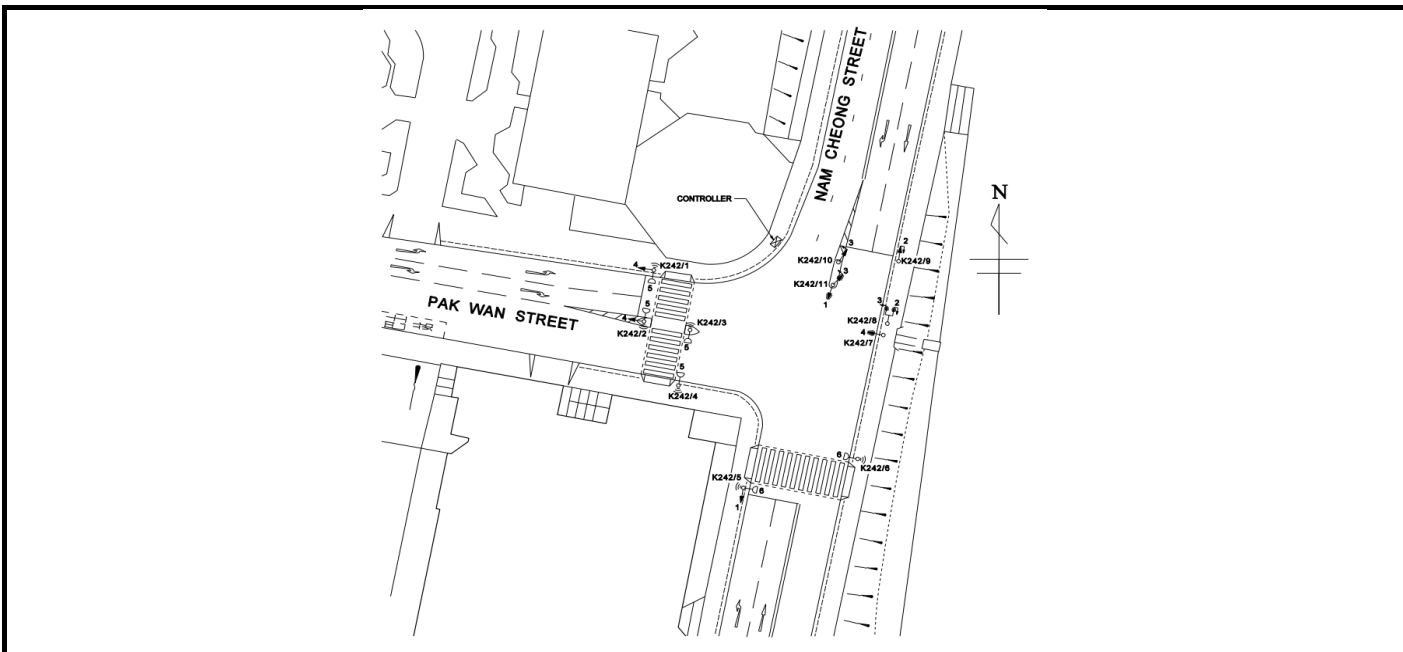 NAM CHEONG STREET
N
CONTROLLER
2
3
K242/9
K242/10
3
4
K242/1
K242/11
5
1
3
2
5
PAK WAN STREET
4
K242/3
K242/8
K242/2
4
5
K242/7
5
K242/4
6
K242/6
K242/5
6
1